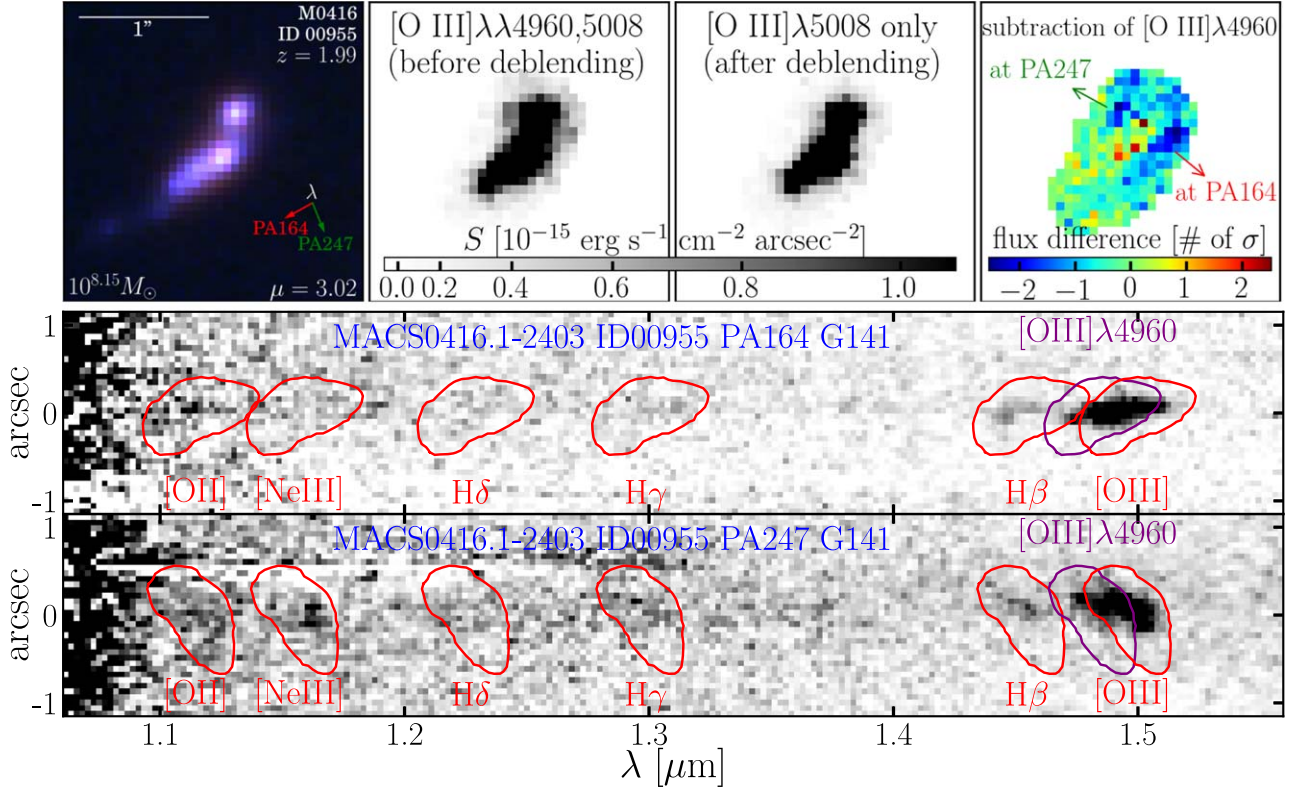 M0416
1”
ID 00955
z = 1.99
λ
PA164
PA247
10^8.15 M⊙
μ = 3.02
[O III]λλ4960,5008
(before deblending)
[O III]λ5008 only
(after deblending)
S [10^−15 erg s^−1 cm^−2 arcsec^−2]
0.0 0.2 0.4 0.6 0.8 1.0
subtraction of [O III]λ4960
at PA247
at PA164
flux difference [# of σ]
−2 −1 0 1 2
MACS0416.1-2403 ID00955 PA164 G141
[OIII]λ4960
1
0
-1
arcsec
[OII] [NeIII] Hδ Hγ Hβ [OIII]
MACS0416.1-2403 ID00955 PA247 G141
[OIII]λ4960
1
0
-1
arcsec
[OII] [NeIII] Hδ Hγ Hβ [OIII]
1.1 1.2 1.3 1.4 1.5
λ [μm]